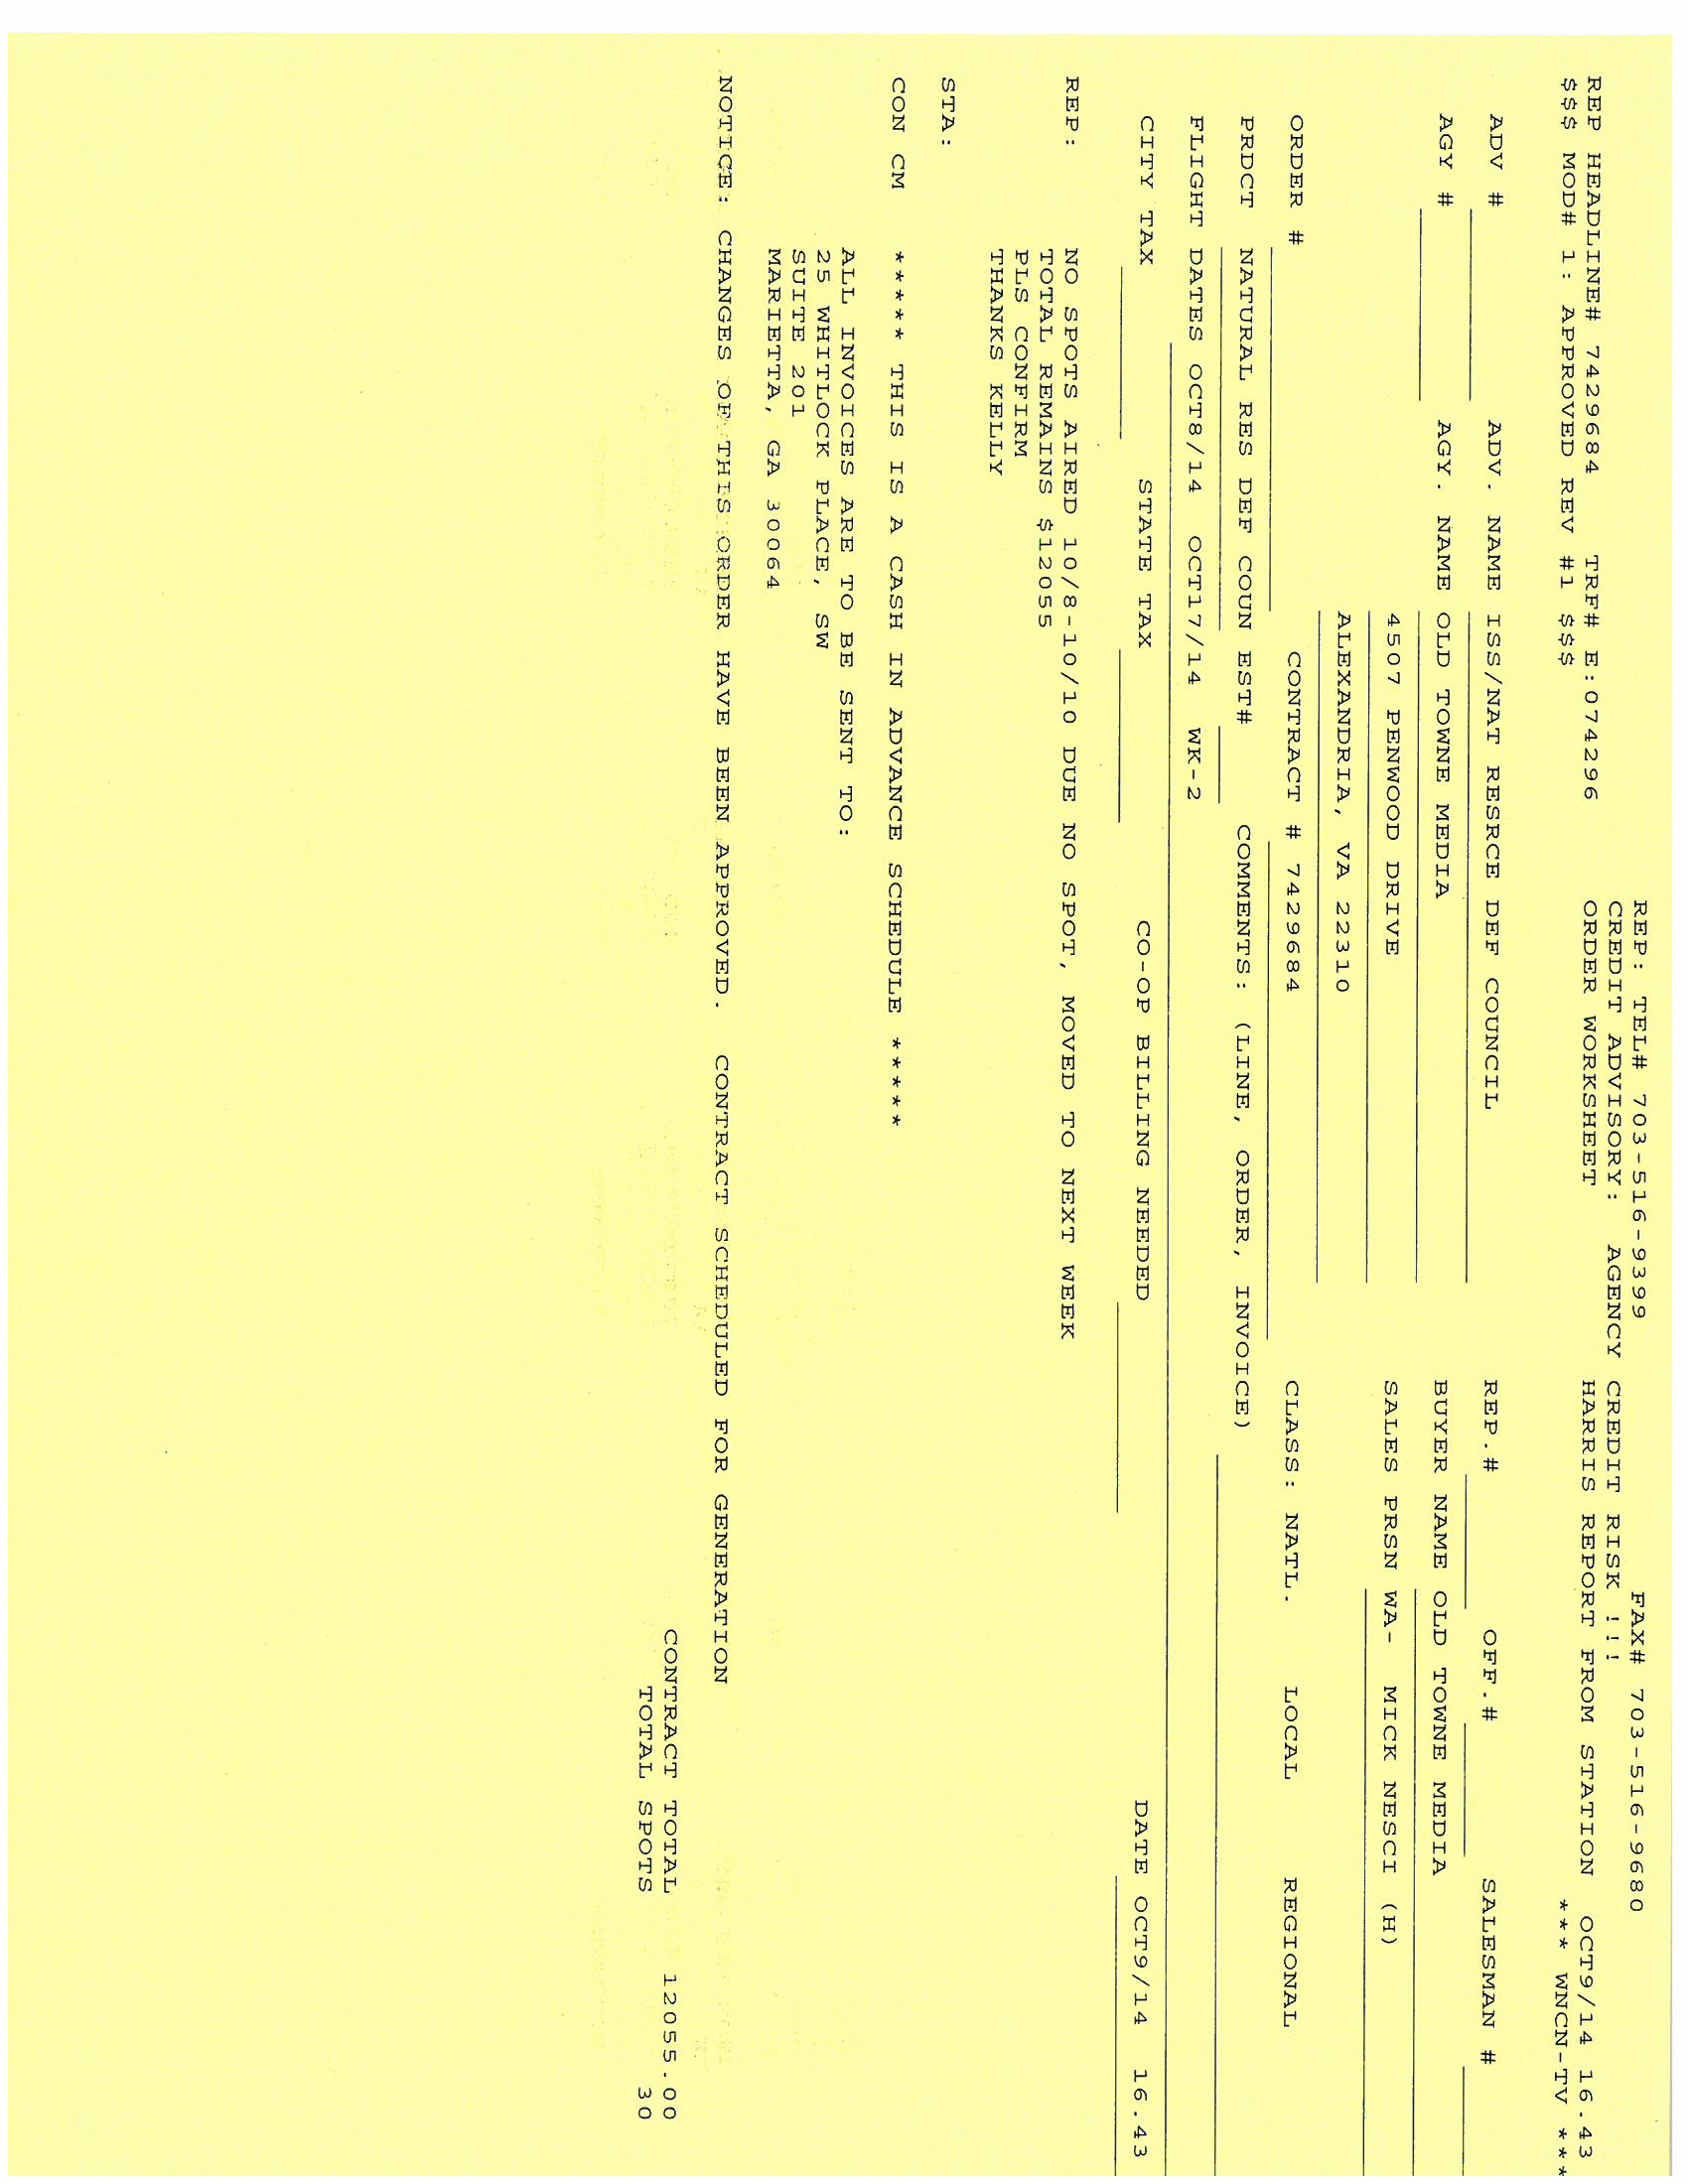 REP: TEL# 703-516-9399 FAX# 703-516-9680
CREDIT ADVISORY: AGENCY CREDIT RISK !!!
REP HEADLINE# 7429684 TRF# E:074296 ORDER WORKSHEET HARRIS REPORT FROM STATION OCT9/14 16.43
$$$ MOD# 1: APPROVED REV #1 $$$ *** WNCN-TV ***
ADV # ADV. NAME ISS/NAT RESRCE DEF COUNCIL REP.# OFF.# SALESMAN #
AGY # AGY. NAME OLD TOWNE MEDIA BUYER NAME OLD TOWNE MEDIA
4507 PENWOOD DRIVE SALES PRSN WA- MICK NESCI (H)
ALEXANDRIA, VA 22310
ORDER # CONTRACT # 7429684 CLASS: NATL. LOCAL REGIONAL
PRDCT NATURAL RES DEF COUN EST# COMMENTS: (LINE, ORDER, INVOICE)
FLIGHT DATES OCT8/14 OCT17/14 WK-2
CITY TAX STATE TAX CO-OP BILLING NEEDED DATE OCT9/14 16.43
REP: NO SPOTS AIRED 10/8-10/10 DUE NO SPOT, MOVED TO NEXT WEEK
TOTAL REMAINS $12055
PLS CONFIRM
THANKS KELLY
STA:
CON CM ***** THIS IS A CASH IN ADVANCE SCHEDULE *****
ALL INVOICES ARE TO BE SENT TO:
25 WHITLOCK PLACE, SW
SUITE 201
MARIETTA, GA 30064
NOTICE: CHANGES OF THIS ORDER HAVE BEEN APPROVED. CONTRACT SCHEDULED FOR GENERATION
CONTRACT TOTAL 12055.00
TOTAL SPOTS 30